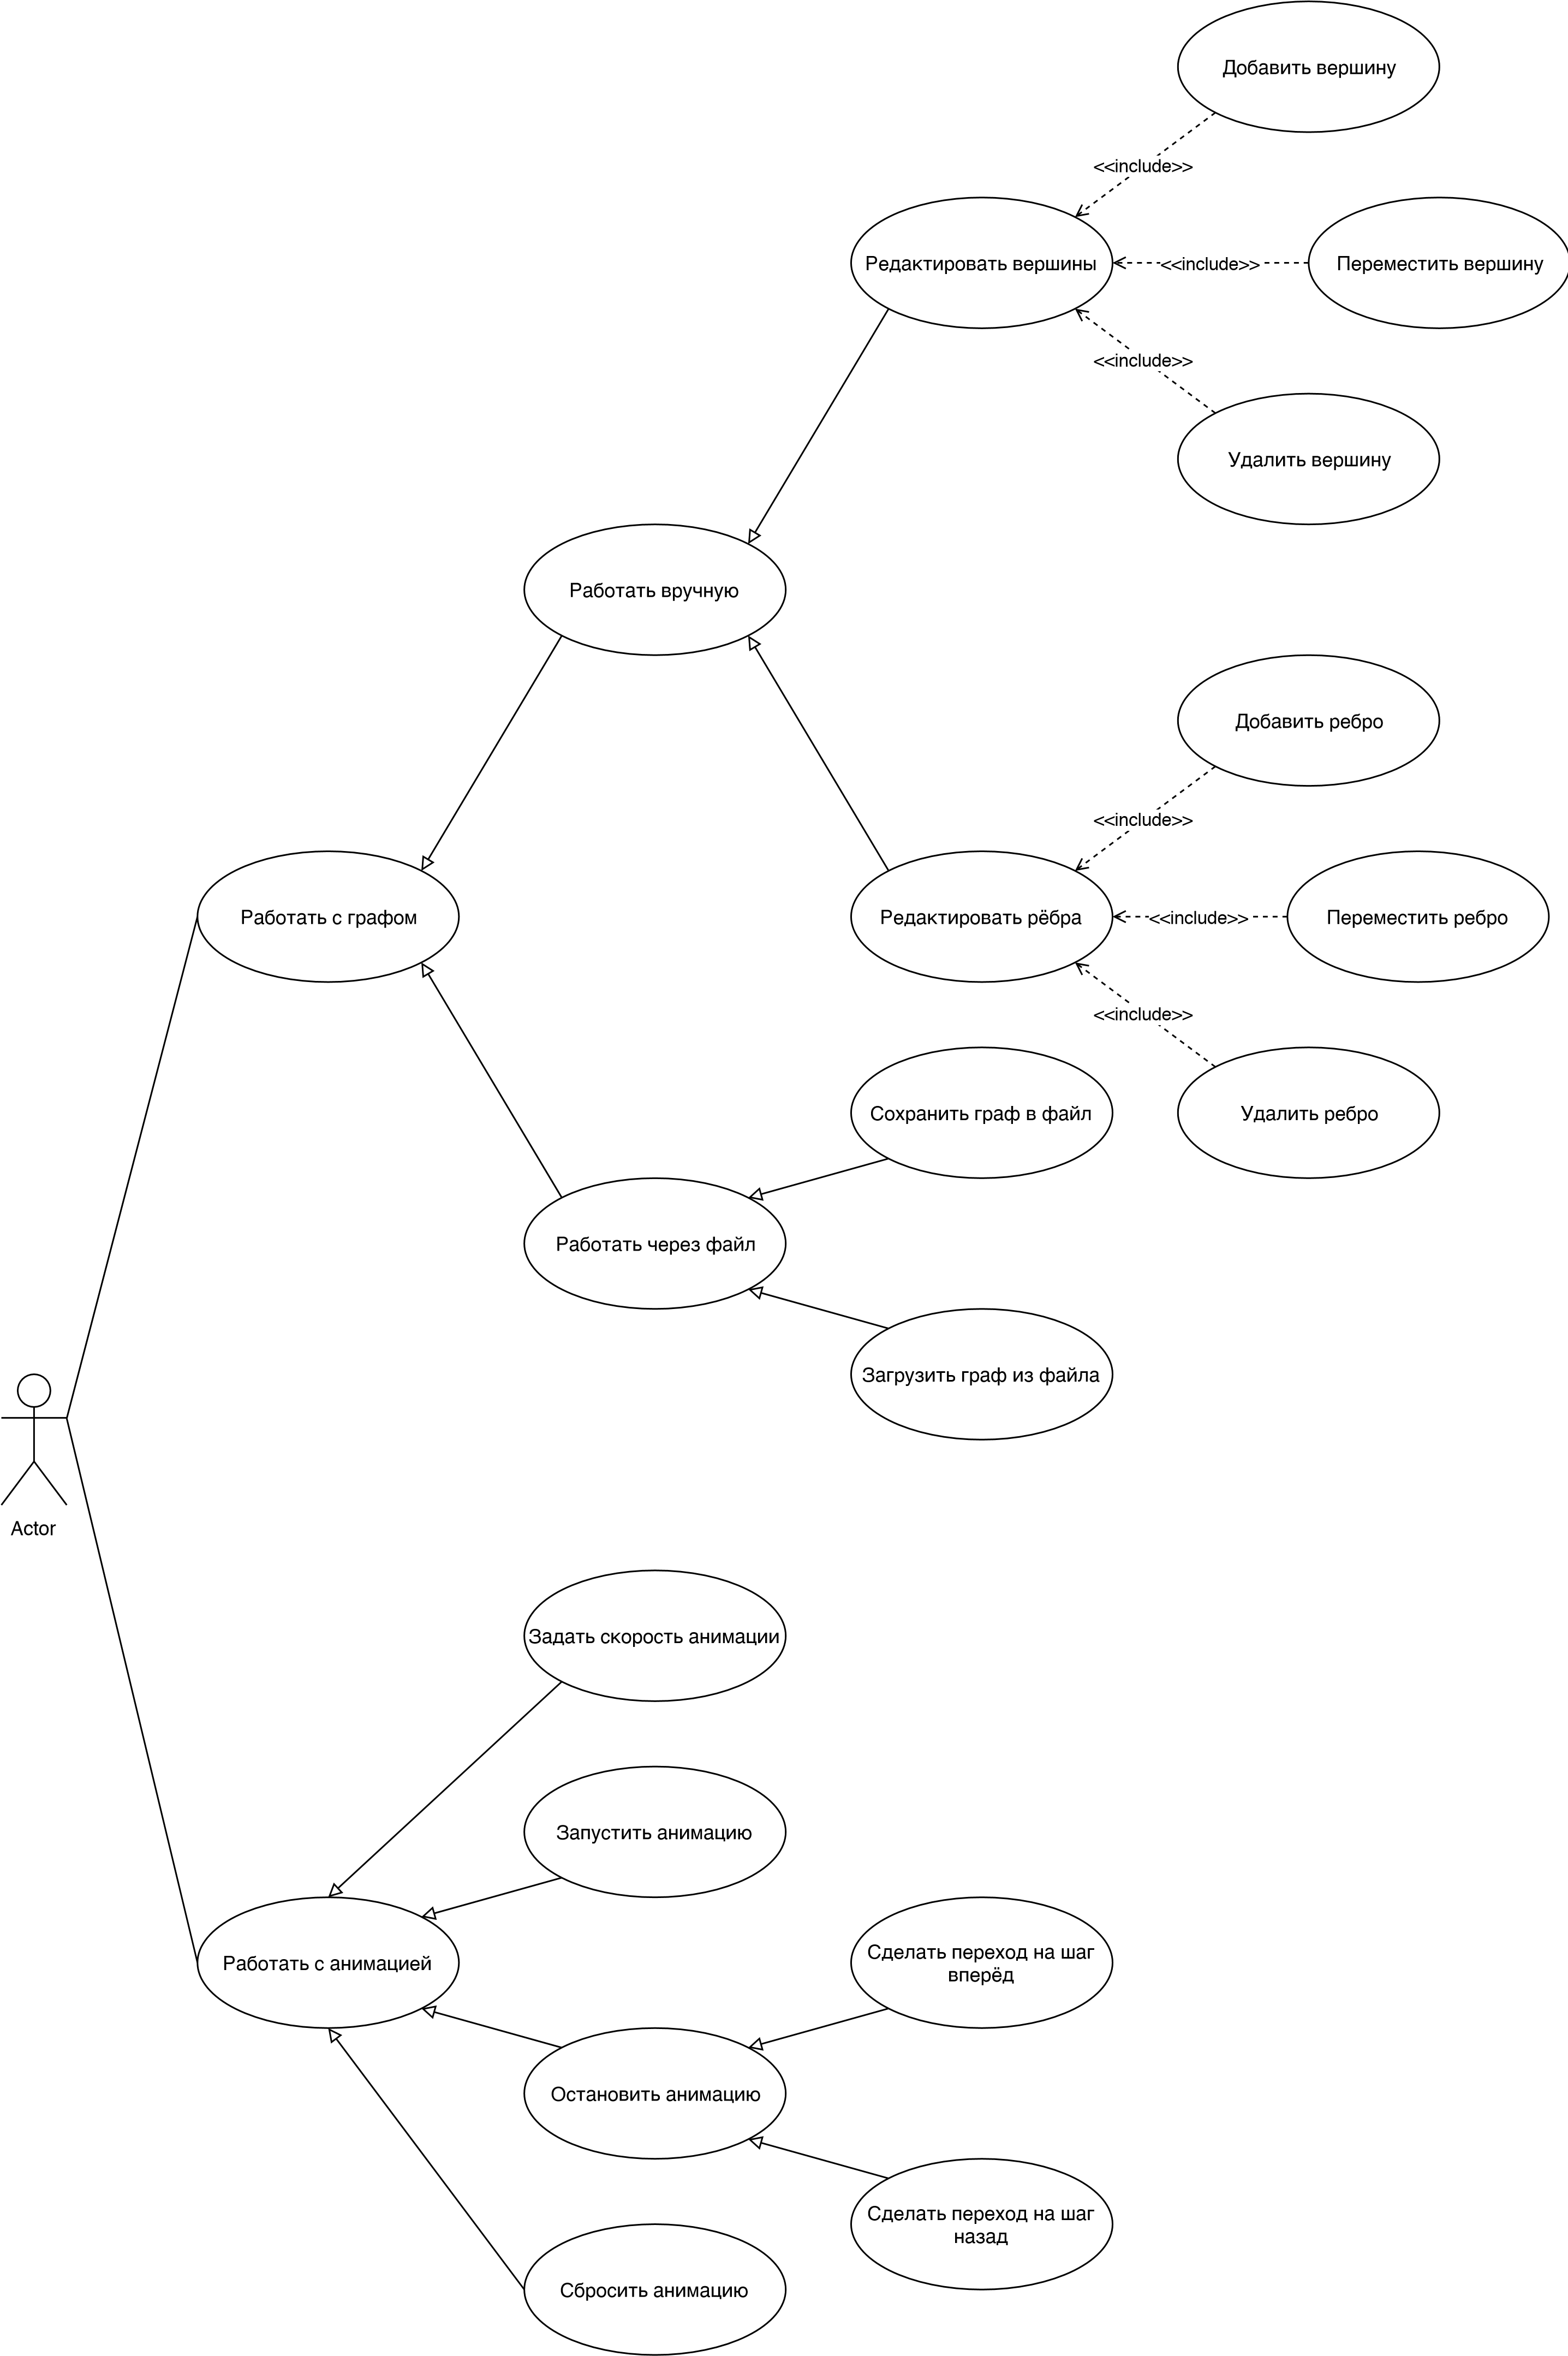 Добавить вершину
<<include>>
Редактировать вершины
<<include>>
Переместить вершину
<<include>>
Удалить вершину
Работать вручную
Добавить ребро
<<include>>
Работать с графом
Редактировать рёбра
<<include>>
Переместить ребро
<<include>>
Сохранить граф в файл
Удалить ребро
Работать через файл
Загрузить граф из файла
Actor
Задать скорость анимации
Запустить анимацию
Работать с анимацией
Сделать переход на шаг
вперёд
Остановить анимацию
Сделать переход на шаг
назад
Сбросить анимацию